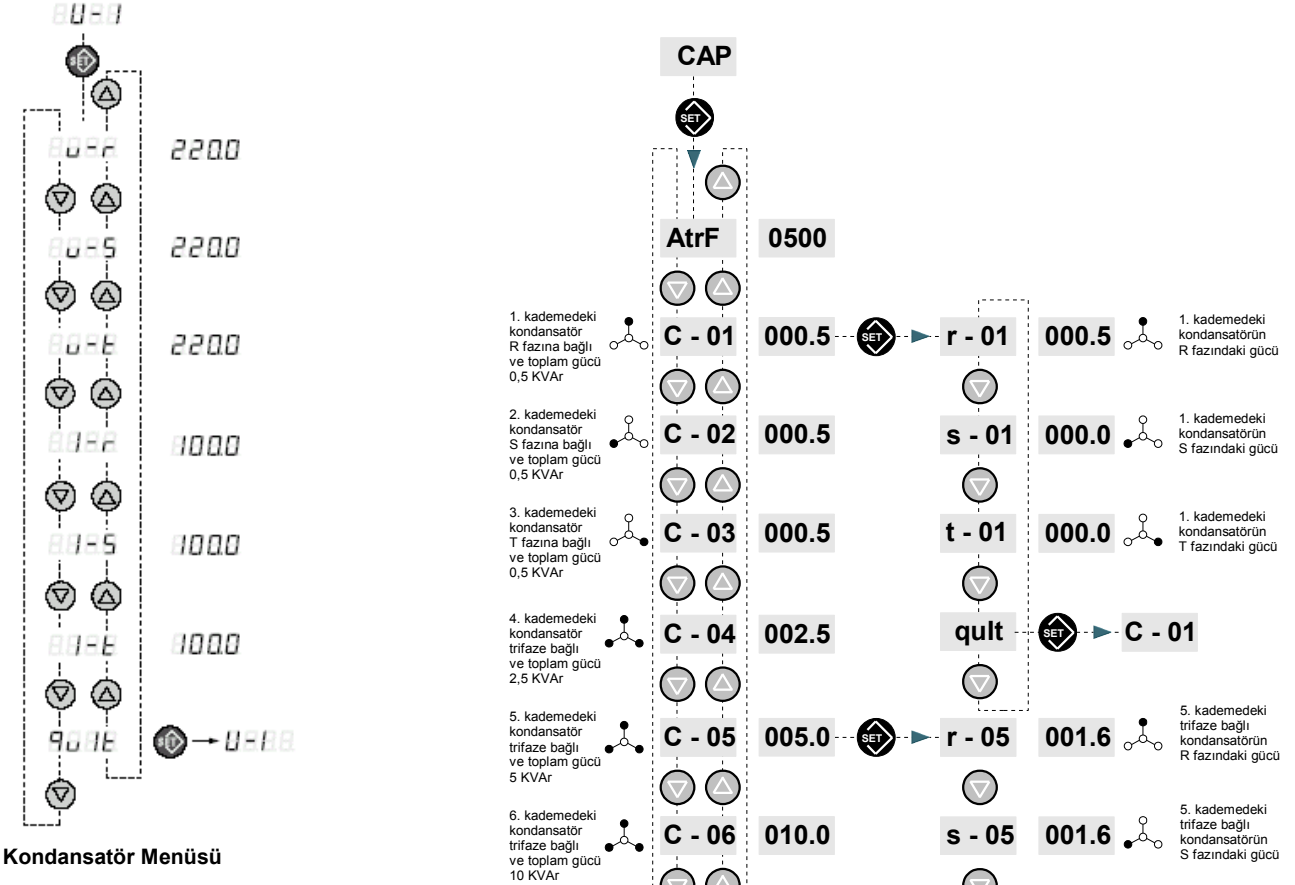 U-1
SET
u-r 220.0
u-S 220.0
u-t 220.0
I-r 100.0
I-S 100.0
I-t 100.0
quIt SET U-I
Kondansatör Menüsü
CAP
SET
AtrF 0500
1. kademedeki
kondansatör
R fazına bağlı
ve toplam gücü
0,5 KVAr
C - 01 000.5 SET r - 01 000.5
1. kademedeki
kondansatörün
R fazındaki gücü
2. kademedeki
kondansatör
S fazına bağlı
ve toplam gücü
0,5 KVAr
C - 02 000.5 s - 01 000.0
1. kademedeki
kondansatörün
S fazındaki gücü
3. kademedeki
kondansatör
T fazına bağlı
ve toplam gücü
0,5 KVAr
C - 03 000.5 t - 01 000.0
1. kademedeki
kondansatörün
T fazındaki gücü
4. kademedeki
kondansatör
trifaze bağlı
ve toplam gücü
2,5 KVAr
C - 04 002.5 quIt SET C - 01
5. kademedeki
kondansatör
trifaze bağlı
ve toplam gücü
5 KVAr
C - 05 005.0 SET r - 05 001.6
5. kademedeki
trifaze bağlı
kondansatörün
R fazındaki gücü
6. kademedeki
kondansatör
trifaze bağlı
ve toplam gücü
10 KVAr
C - 06 010.0 s - 05 001.6
5. kademedeki
trifaze bağlı
kondansatörün
S fazındaki gücü